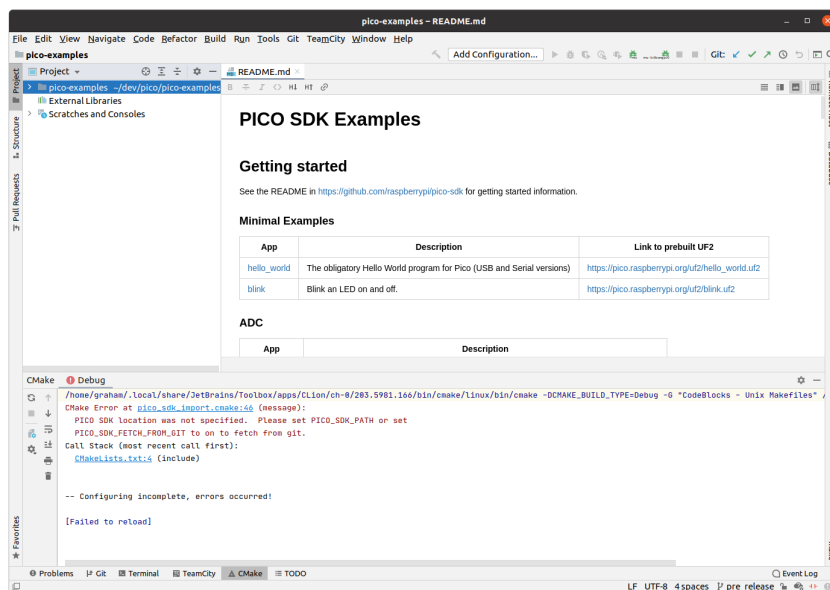 pico-examples – README.md
File Edit View Navigate Code Refactor Build Run Tools Git TeamCity Window Help
pico-examples
Add Configuration...
Git:
Project
README.md
pico-examples ~/dev/pico/pico-examples
External Libraries
Scratches and Consoles
Project
Structure
Pull Requests
Favorites
PICO SDK Examples
Getting started
See the README in https://github.com/raspberrypi/pico-sdk for getting started information.
Minimal Examples
App Description Link to prebuilt UF2
hello_world The obligatory Hello World program for Pico (USB and Serial versions) https://pico.raspberrypi.org/uf2/hello_world.uf2
blink Blink an LED on and off. https://pico.raspberrypi.org/uf2/blink.uf2
ADC
App Description
CMake Debug
/home/graham/.local/share/JetBrains/Toolbox/apps/CLion/ch-0/203.5981.166/bin/cmake/linux/bin/cmake -DCMAKE_BUILD_TYPE=Debug -G "CodeBlocks - Unix Makefiles" /
CMake Error at pico_sdk_import.cmake:46 (message):
PICO SDK location was not specified. Please set PICO_SDK_PATH or set
PICO_SDK_FETCH_FROM_GIT to on to fetch from git.
Call Stack (most recent call first):
CMakeLists.txt:4 (include)
-- Configuring incomplete, errors occurred!
[Failed to reload]
Problems Git Terminal TeamCity CMake TODO Event Log
LF UTF-8 4 spaces pre_release